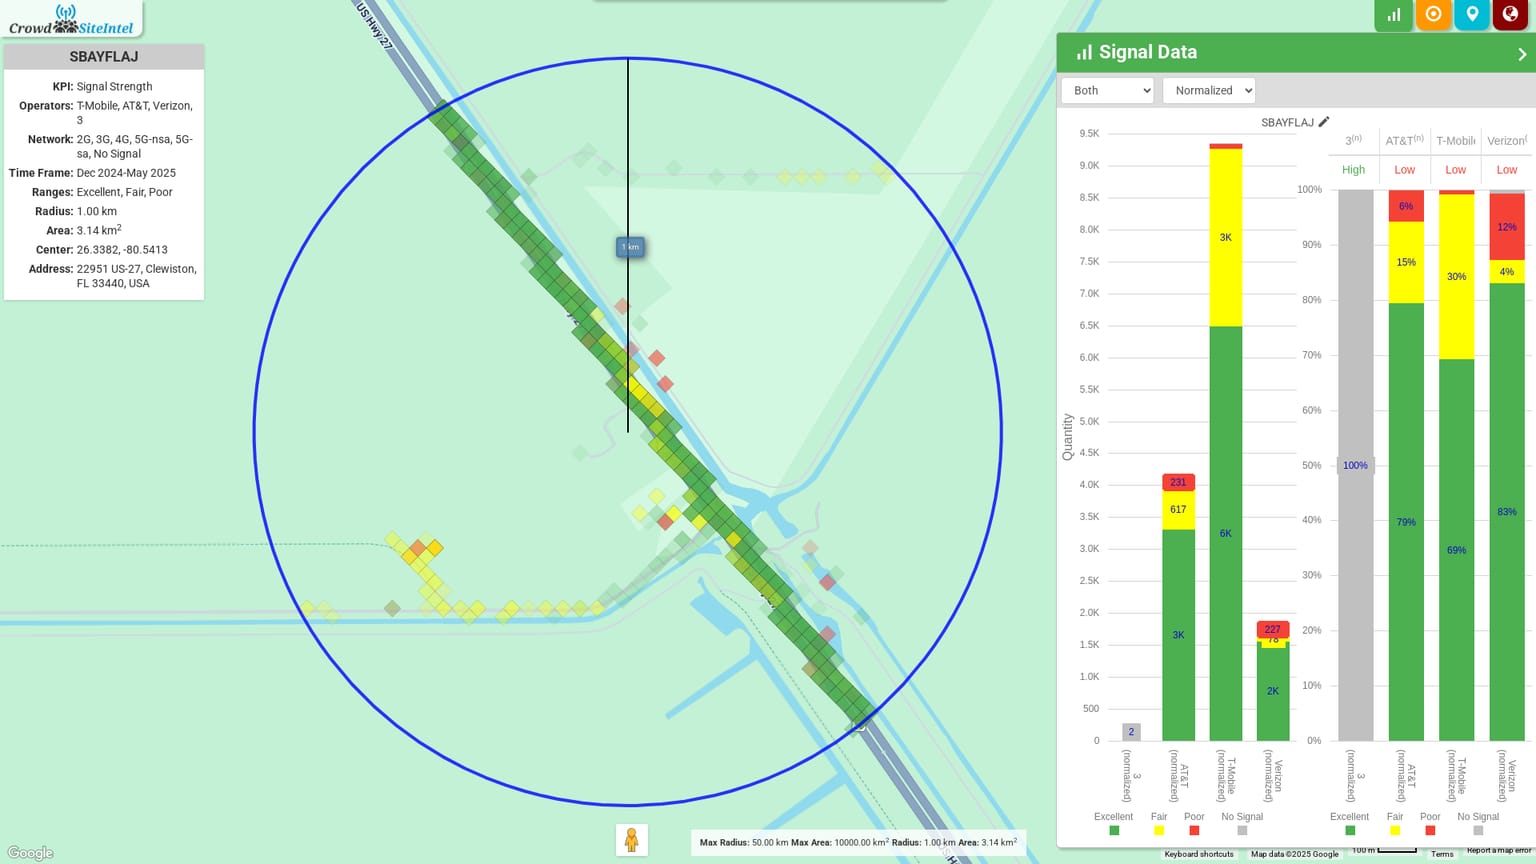 CrowdSiteIntel
SBAYFLAJ
KPI: Signal Strength
Operators: T-Mobile, AT&T, Verizon,
3
Network: 2G, 3G, 4G, 5G-nsa, 5G-
sa, No Signal
Time Frame: Dec 2024-May 2025
Ranges: Excellent, Fair, Poor
Radius: 1.00 km
Area: 3.14 km²
Center: 26.3382, -80.5413
Address: 22951 US-27, Clewiston,
FL 33440, USA
US Hwy 27
1 km
Google
Max Radius: 50.00 km Max Area: 10000.00 km² Radius: 1.00 km Area: 3.14 km²
Signal Data
Both
Normalized
SBAYFLAJ
Quantity
9.5K
9.0K
8.5K
8.0K
7.5K
7.0K
6.5K
6.0K
5.5K
5.0K
4.5K
4.0K
3.5K
3.0K
2.5K
2.0K
1.5K
1.0K
500
0
2
231
617
3K
3K
6K
227
78
2K
3
(normalized)
AT&T
(normalized)
T-Mobile
(normalized)
Verizon
(normalized)
Excellent Fair Poor No Signal
3(n) AT&T(n) T-Mobile Verizon(
High Low Low Low
100%
90%
80%
70%
60%
50%
40%
30%
20%
10%
0%
100%
6%
15%
79%
30%
69%
12%
4%
83%
3
(normalized)
AT&T
(normalized)
T-Mobile
(normalized)
Verizon
(normalized)
Excellent Fair Poor No Signal
Keyboard shortcuts Map data ©2025 Google 100 m Terms Report a map error